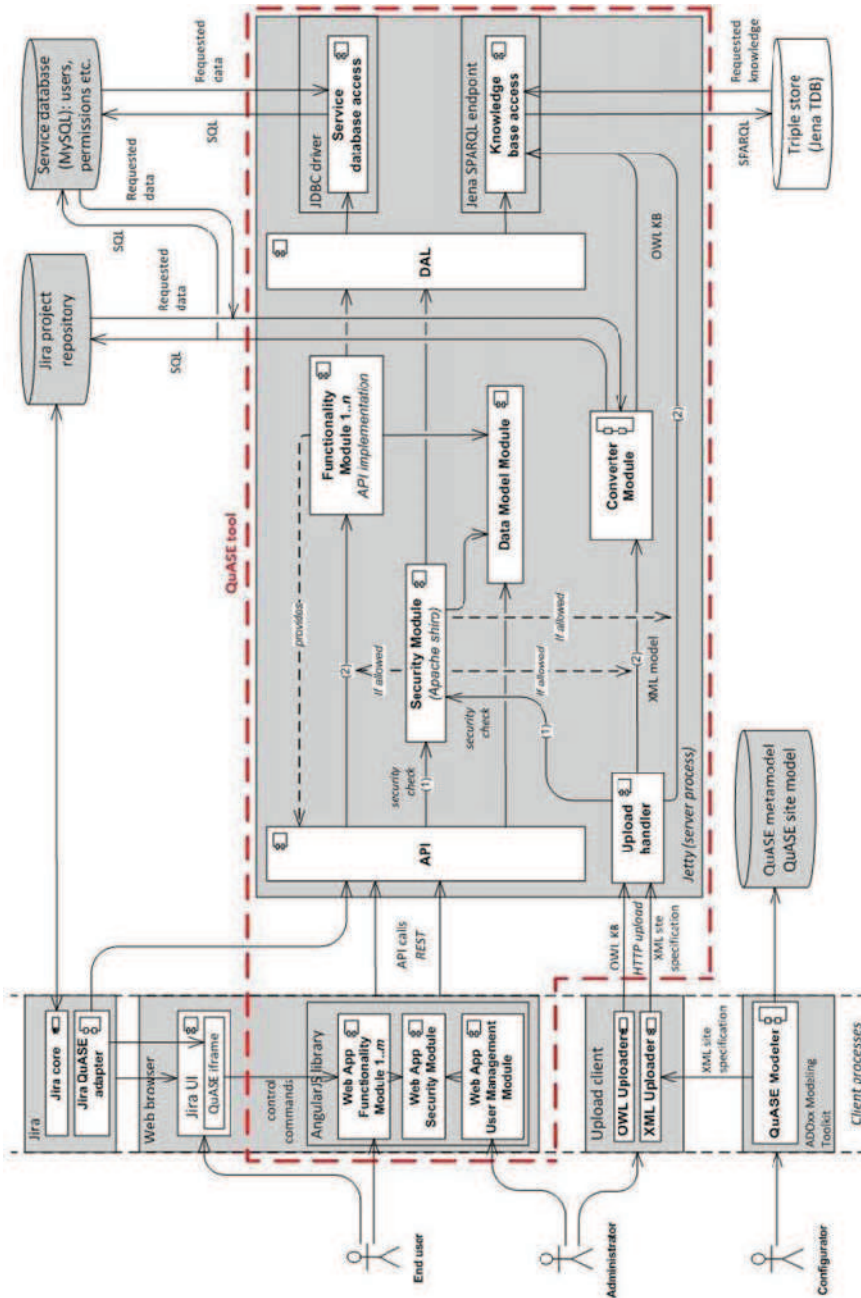 Service database
(MySQL): users,
permissions etc.
Jira project
repository
Requested
data
SQL
Requested
data
SQL
Requested
data
SQL
QuASE tool
Jira
Jira core
Jira QuASE
adapter
Web browser
Jira UI
QuASE iframe
control
commands
AngularJS library
Web App
Functionality
Module 1..m
Web App
Security Module
Web App
User Management
Module
End user
Administrator
Configurator
Upload client
OWL Uploader
XML Uploader
XML site
specification
QuASE Modeler
ADOxx Modeling
Toolkit
Client processes
API calls
REST
OWL KB
HTTP upload
XML site
specification
QuASE metamodel
QuASE site model
API
provides
(2)
If allowed
security
check
(1)
Security Module
(Apache shiro)
security
check
(1)
If allowed
If allowed
Functionality
Module 1..n
API implementation
Data Model Module
Upload
handler
(2)
XML model
Converter
Module
(2)
OWL KB
Jetty (server process)
DAL
JDBC driver
Service
database access
Jena SPARQL endpoint
Knowledge
base access
Requested
knowledge
SPARQL
Triple store
(Jena TDB)